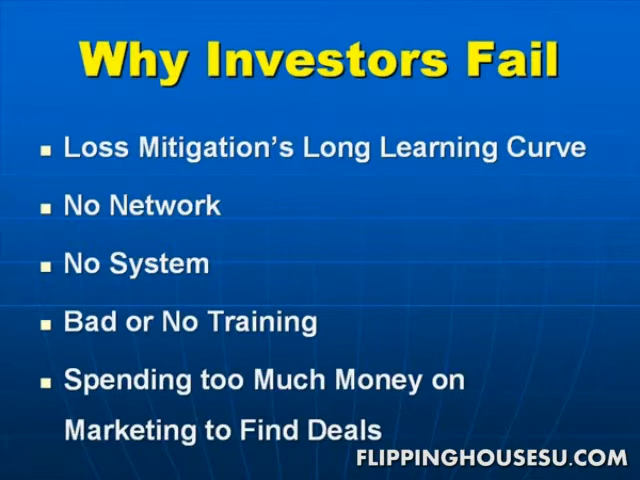 Why Investors Fail
Loss Mitigation's Long Learning Curve
No Network
No System
Bad or No Training
Spending too Much Money on
Marketing to Find Deals
FLIPPINGHOUSESU.COM